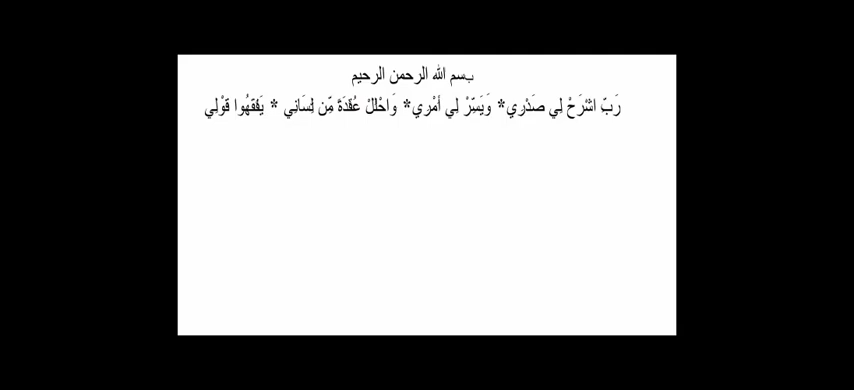 بسم الله الرحمن الرحيم
رَبِّ اشْرَحْ لِي صَدْرِي* وَيَسِّرْ لِي أَمْرِي* وَاحْلُلْ عُقْدَةً مِّن لِّسَانِي * يَفْقَهُوا قَوْلِي